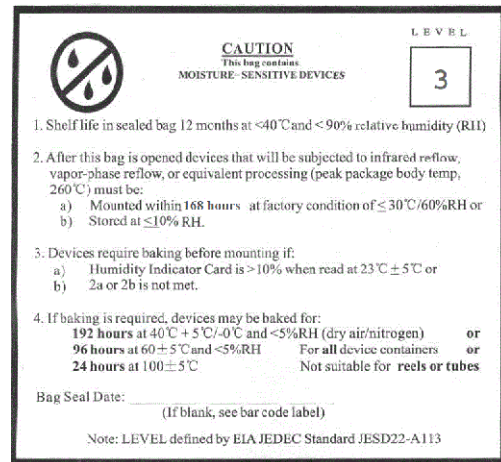 LEVEL
CAUTION
This bag contains
MOISTURE-SENSITIVE DEVICES
3
1. Shelf life in sealed bag 12 months at <40℃and < 90% relative humidity (RH)
2. After this bag is opened devices that will be subjected to infrared reflow,
vapor-phase reflow, or equivalent processing (peak package body temp,
260℃) must be:
a) Mounted within 168 hours at factory condition of ≤ 30℃/60%RH or
b) Stored at ≤10% RH.
3. Devices require baking before mounting if:
a) Humidity Indicator Card is >10% when read at 23℃±5℃ or
b) 2a or 2b is not met.
4. If baking is required, devices may be baked for:
192 hours at 40℃ + 5℃/-0℃ and <5%RH (dry air/nitrogen) or
96 hours at 60±5℃and <5%RH For all device containers or
24 hours at 100±5℃ Not suitable for reels or tubes
Bag Seal Date:
(If blank, see bar code label)
Note: LEVEL defined by EIA JEDEC Standard JESD22-A113